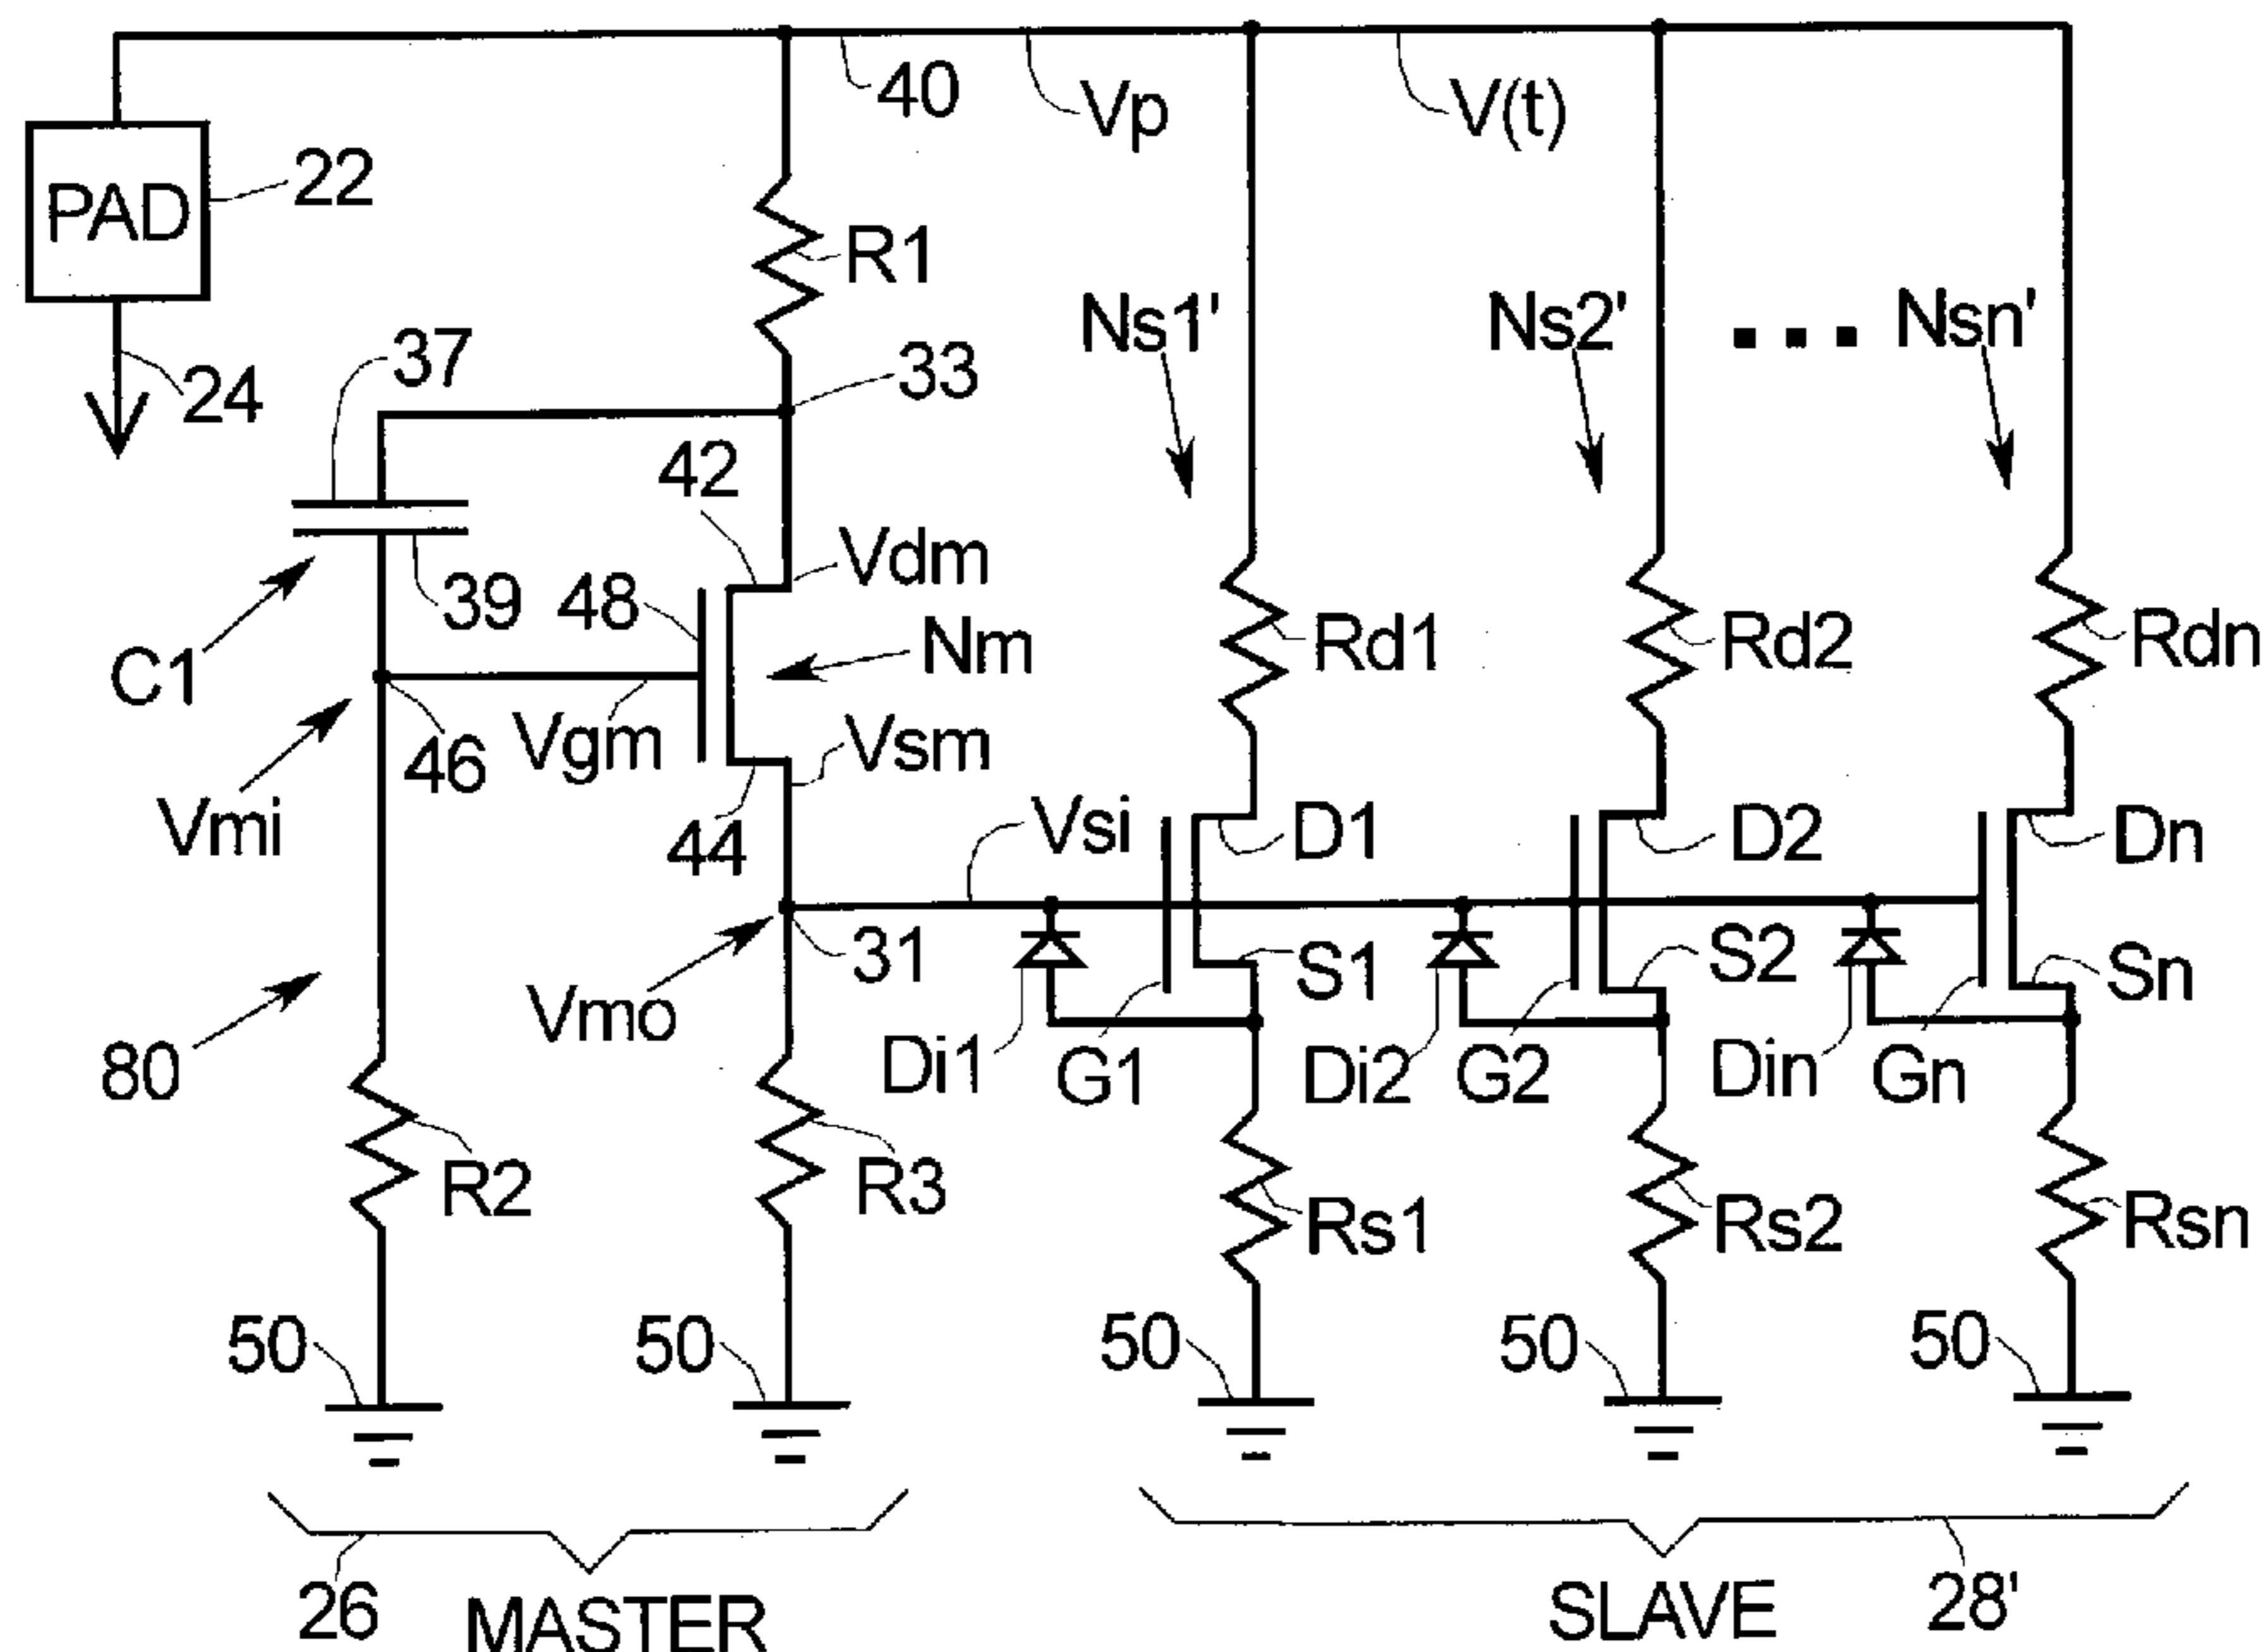 40
Vp
V(t)
PAD
22
R1
Ns1'
Ns2'
Nsn'
37
33
24
42
Vdm
39
48
C1
Nm
Rd1
Rd2
Rdn
Vgm
Vsm
46
Vmi
44
Vsi
D1
D2
Dn
31
S1
S2
Sn
Vmo
80
Di1
G1
Di2
G2
Din
Gn
R2
R3
Rs1
Rs2
Rsn
50
50
50
50
50
26
MASTER
SLAVE
28'